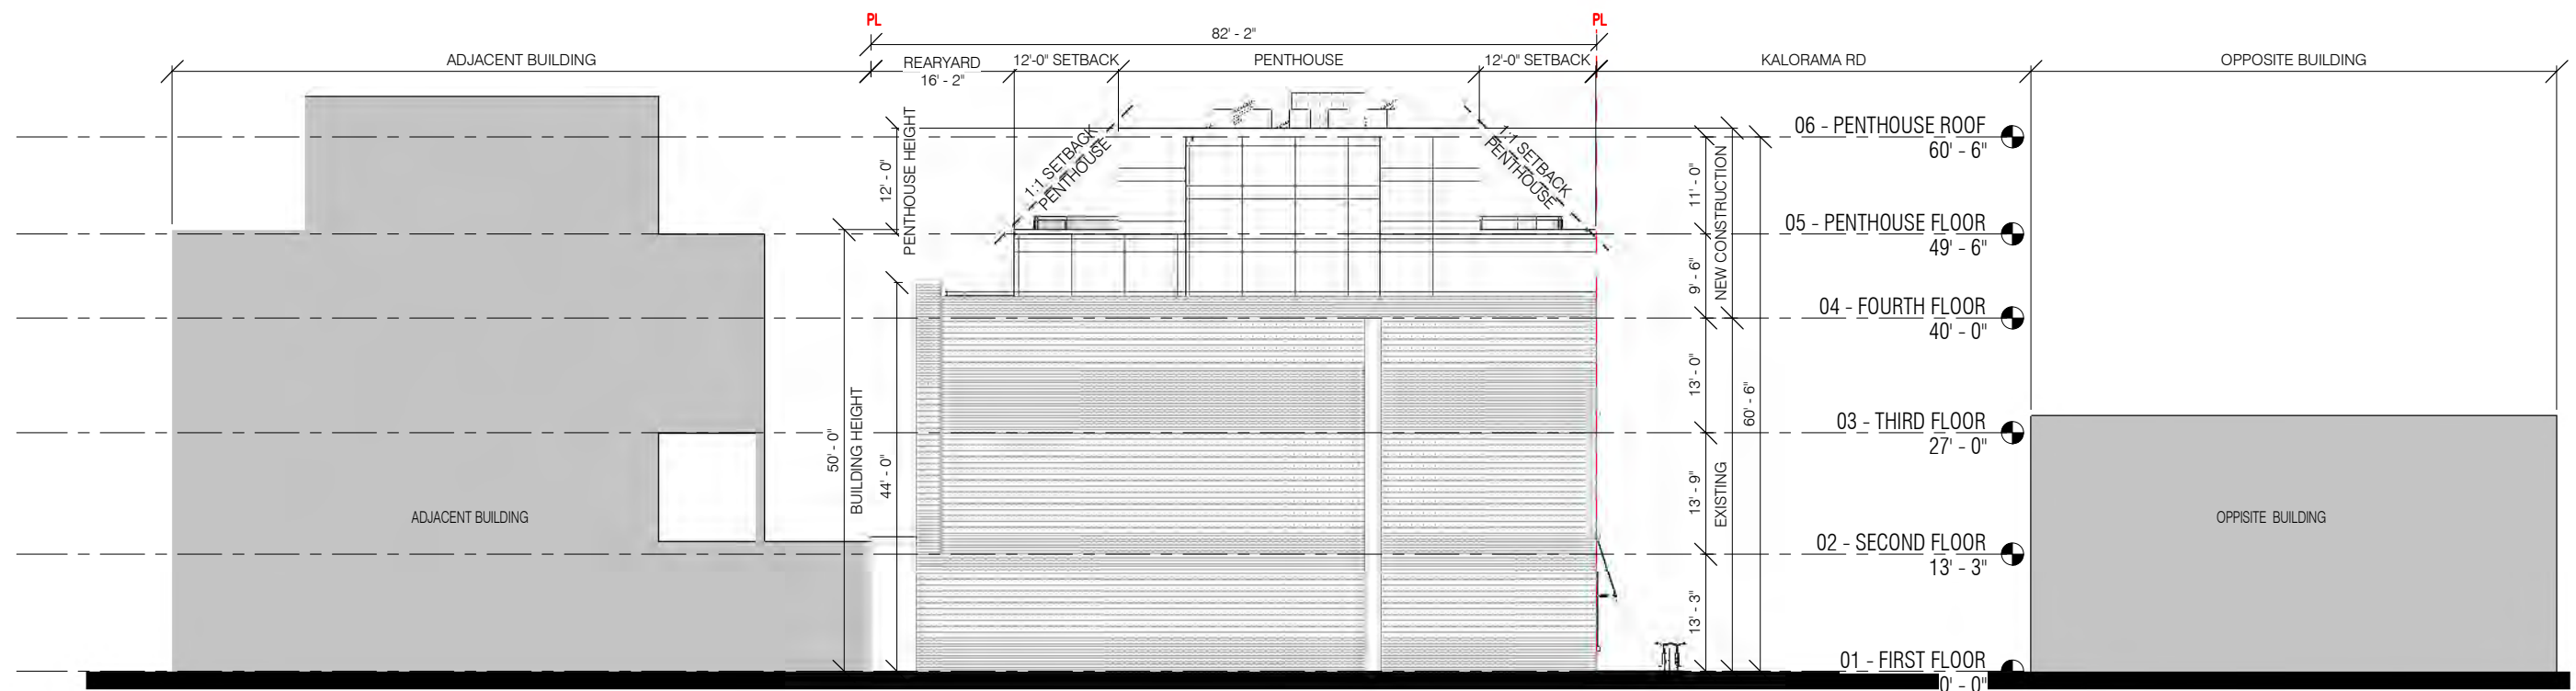 PL
PL
82' - 2"
ADJACENT BUILDING
REARYARD
16' - 2"
12'-0" SETBACK
PENTHOUSE
12'-0" SETBACK
KALORAMA RD
OPPOSITE BUILDING
12' - 0"
PENTHOUSE HEIGHT
1:1 SETBACK
PENTHOUSE
1:1 SETBACK
PENTHOUSE
11' - 0"
NEW CONSTRUCTION
9' - 6"
06 - PENTHOUSE ROOF
60' - 6"
05 - PENTHOUSE FLOOR
49' - 6"
04 - FOURTH FLOOR
40' - 0"
50' - 0"
BUILDING HEIGHT
44' - 0"
13' - 0"
60' - 6"
03 - THIRD FLOOR
27' - 0"
13' - 9"
EXISTING
ADJACENT BUILDING
OPPISITE BUILDING
02 - SECOND FLOOR
13' - 3"
13' - 3"
01 - FIRST FLOOR
0' - 0"